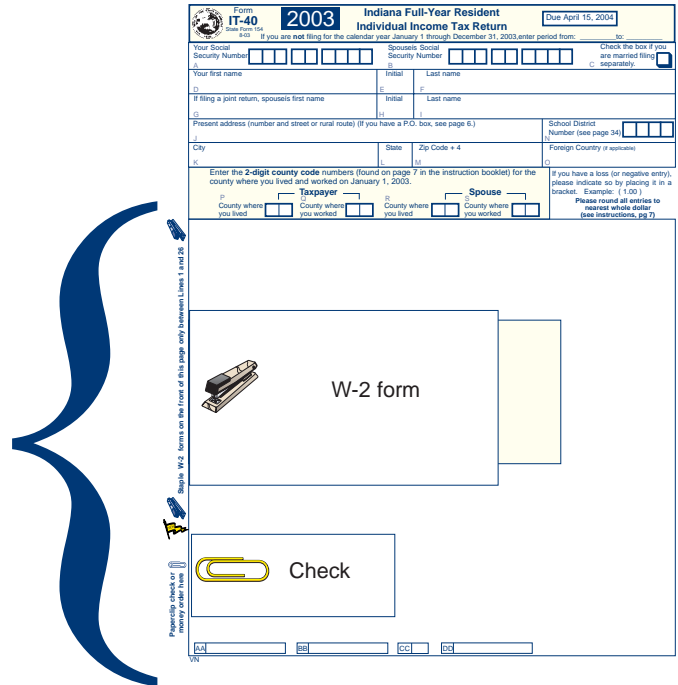 Form
IT-40
State Form 154
8-03
2003
Indiana Full-Year Resident
Individual Income Tax Return
Due April 15, 2004
If you are not filing for the calendar year January 1 through December 31, 2003,enter period from: ________to: ________
Your Social
Security Number
A
Spouseís Social
Security Number
B
Check the box if you
are married filing
separately.
C
Your first name
Initial
Last name
D
E
F
If filing a joint return, spouseís first name
Initial
Last name
G
H
I
Present address (number and street or rural route) (If you have a P.O. box, see page 6.)
School District
Number (see page 34)
J
N
City
State
Zip Code + 4
Foreign Country (if applicable)
K
L
M
O
Enter the 2-digit county code numbers (found on page 7 in the instruction booklet) for the
county where you lived and worked on January 1, 2003.
Taxpayer
Spouse
P
Q
R
S
County where
you lived
County where
you worked
County where
you lived
County where
you worked
If you have a loss (or negative entry),
please indicate so by placing it in a
bracket. Example: ( 1.00 )
Please round all entries to
nearest whole dollar
(see instructions, pg 7)
Staple W-2 forms on the front of this page only between Lines 1 and 26
W-2 form
Paperclip check or
money order here
Check
AA
BB
CC
DD
VN